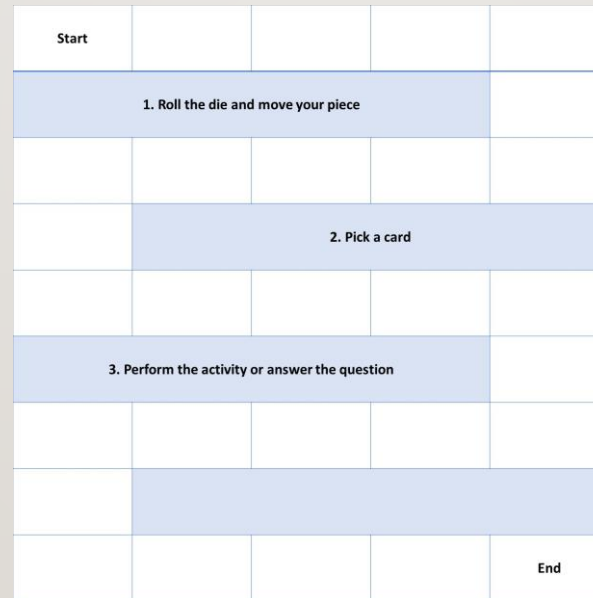 Start
1. Roll the die and move your piece
2. Pick a card
3. Perform the activity or answer the question
End